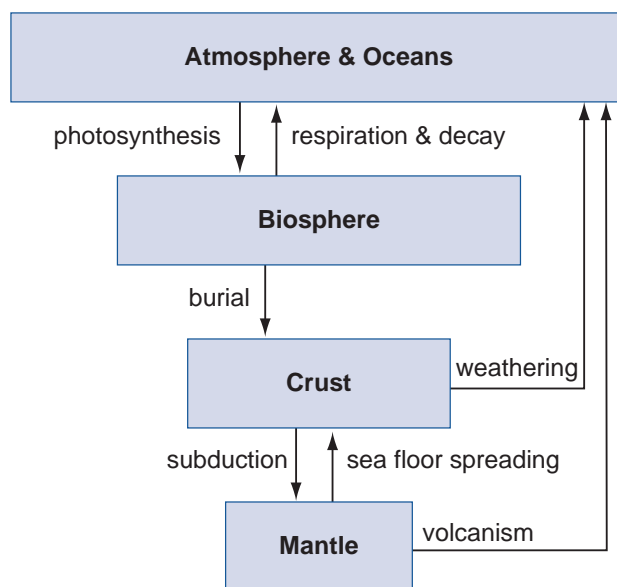 Atmosphere & Oceans
photosynthesis
respiration & decay
Biosphere
burial
Crust
weathering
subduction
sea floor spreading
Mantle
volcanism